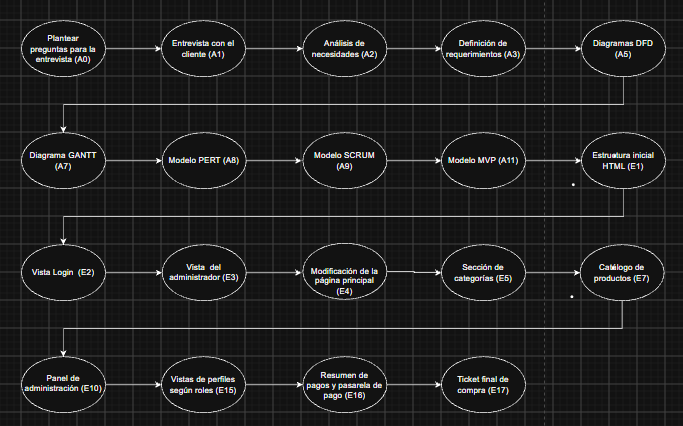 Plantear
preguntas para la
entrevista (A0)
Entrevista con el
cliente (A1)
Análisis de
necesidades (A2)
Definición de
requerimientos (A3)
Diagramas DFD
(A5)
Diagrama GANTT
(A7)
Modelo PERT (A8)
Modelo SCRUM
(A9)
Modelo MVP (A11)
Estructura inicial
HTML (E1)
Vista Login (E2)
Vista del
administrador (E3)
Modificación de la
página principal
(E4)
Sección de
categorías (E5)
Catálogo de
productos (E7)
Panel de
administración (E10)
Vistas de perfiles
según roles (E15)
Resumen de
pagos y pasarela de
pago (E16)
Ticket final de
compra (E17)